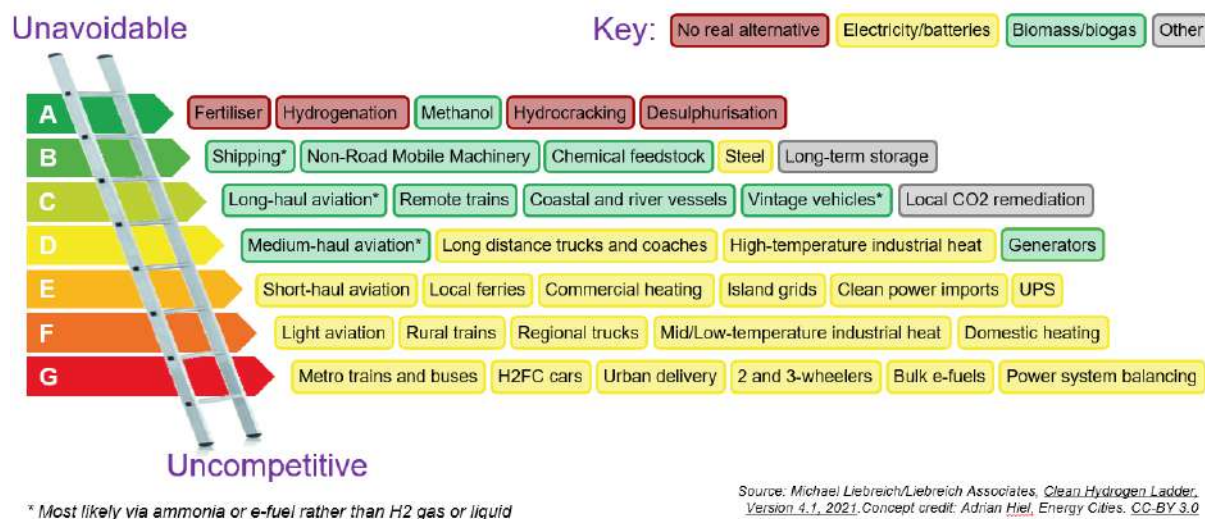 Unavoidable
Key: No real alternative Electricity/batteries Biomass/biogas Other
A Fertiliser Hydrogenation Methanol Hydrocracking Desulphurisation
B Shipping* Non-Road Mobile Machinery Chemical feedstock Steel Long-term storage
C Long-haul aviation* Remote trains Coastal and river vessels Vintage vehicles* Local CO2 remediation
D Medium-haul aviation* Long distance trucks and coaches High-temperature industrial heat Generators
E Short-haul aviation Local ferries Commercial heating Island grids Clean power imports UPS
F Light aviation Rural trains Regional trucks Mid/Low-temperature industrial heat Domestic heating
G Metro trains and buses H2FC cars Urban delivery 2 and 3-wheelers Bulk e-fuels Power system balancing
Uncompetitive
* Most likely via ammonia or e-fuel rather than H2 gas or liquid
Source: Michael Liebreich/Liebreich Associates, Clean Hydrogen Ladder,
Version 4.1, 2021.Concept credit: Adrian Hiel, Energy Cities. CC-BY 3.0